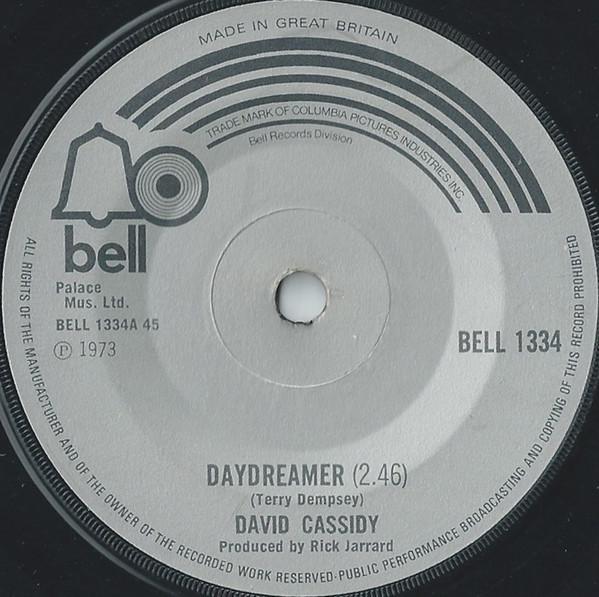 MADE IN GREAT BRITAIN
TRADE MARK OF COLUMBIA PICTURES INDUSTRIES INC.
Bell Records Division
bell
Palace
Mus. Ltd.
BELL 1334A 45
℗ 1973
BELL 1334
DAYDREAMER (2.46)
(Terry Dempsey)
DAVID CASSIDY
Produced by Rick Jarrard
ALL RIGHTS OF THE MANUFACTURER AND OF THE OWNER OF THE RECORDED WORK RESERVED·PUBLIC PERFORMANCE BROADCASTING AND COPYING OF THIS RECORD PROHIBITED